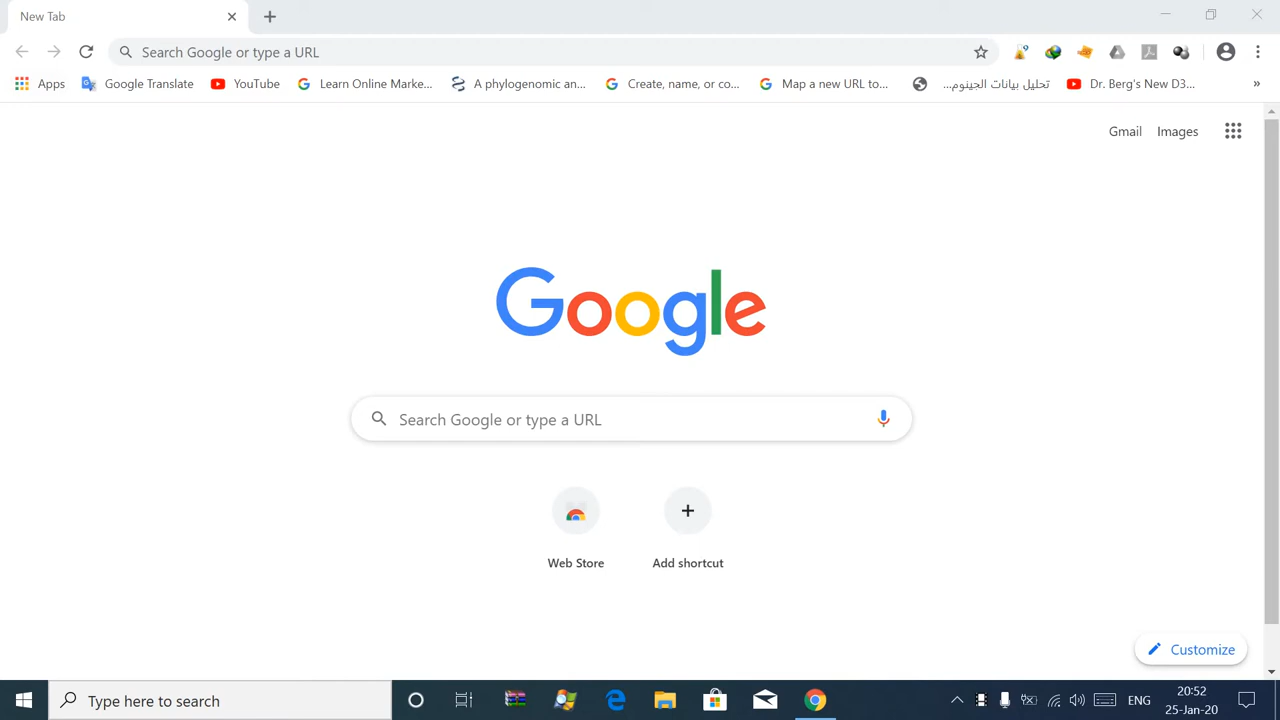 New Tab
Search Google or type a URL
Apps Google Translate YouTube Learn Online Marke... A phylogenomic an... Create, name, or co... Map a new URL to... تحليل بيانات الجينوم... Dr. Berg's New D3... »
Gmail Images
Google
Search Google or type a URL
Web Store Add shortcut
Customize
Type here to search
ENG
20:52
25-Jan-20